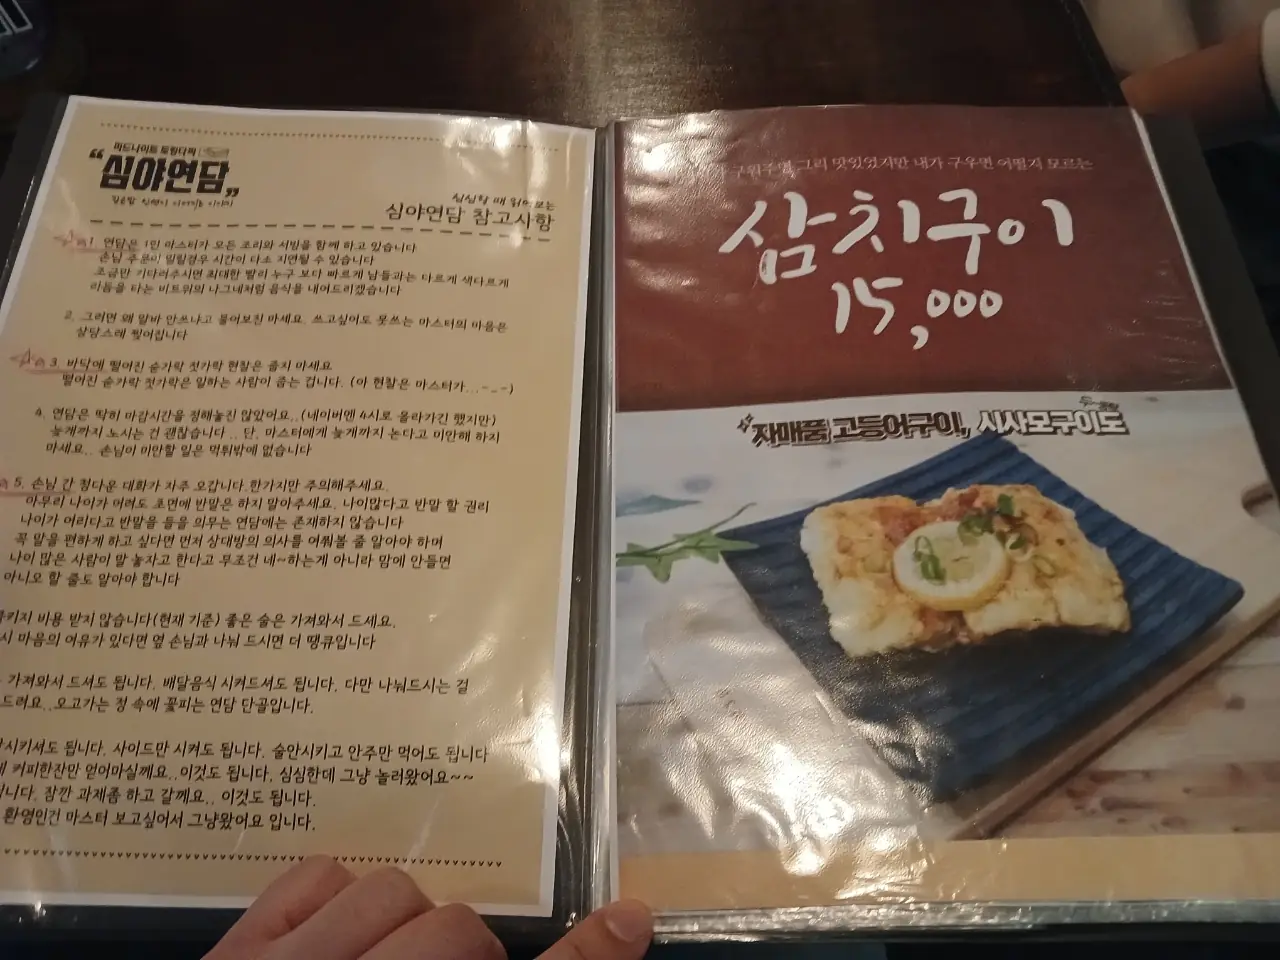 미드나이트 토킹다찌
“심야연담”
깊은밤 인연이 이어지는 이야기
심심할 때 읽어보는
심야연담 참고사항
1. 연담은 1인 마스터가 모든 조리와 서빙을 함께 하고 있습니다
손님 주문이 밀릴경우 시간이 다소 지연될 수 있습니다
조금만 기다려주시면 최대한 빨리 누구 보다 빠르게 남들과는 다르게 색다르게
리듬을 타는 비트위의 나그네처럼 음식을 내어드리겠습니다
2. 그러면 왜 알바 안쓰냐고 물어보진 마세요. 쓰고싶어도 못쓰는 마스터의 마음은
살당스레 찢어집니다
3. 바닥에 떨어진 숟가락 젓가락 현찰은 줍지 마세요
떨어진 숟가락 젓가락은 일하는 사람이 줍는 겁니다. (아 현찰은 마스터가...-_-)
4. 연담은 딱히 마감시간을 정해놓진 않았어요..(네이버엔 4시로 올라가긴 했지만)
늦게까지 노시는 건 괜찮습니다 .. 단, 마스터에게 늦게까지 논다고 미안해 하지
마세요.. 손님이 미안할 일은 먹튀밖에 없습니다
5. 손님 간 정다운 대화가 자주 오갑니다.한가지만 주의해주세요.
아무리 나이가 어려도 초면에 반말은 하지 말아주세요. 나이많다고 반말 할 권리
나이가 어리다고 반말을 들을 의무는 연담에는 존재하지 않습니다
꼭 말을 편하게 하고 싶다면 먼저 상대방의 의사를 여쭤볼 줄 알아야 하며
나이 많은 사람이 말 놓자고 한다고 무조건 네~하는게 아니라 맘에 안들면
아니오 할 줄도 알아야 합니다
키지 비용 받지 않습니다(현재 기준) 좋은 술은 가져와서 드세요.
시 마음의 여유가 있다면 옆 손님과 나눠 드시면 더 땡큐입니다
가져와서 드셔도 됩니다. 배달음식 시켜드셔도 됩니다. 다만 나눠드시는 걸
드려요..오고가는 정 속에 꽃피는 연담 단골입니다.
시키셔도 됩니다. 사이드만 시켜도 됩니다. 술안시키고 안주만 먹어도 됩니다
커피한잔만 얻어마실께요..이것도 됩니다. 심심한데 그냥 놀러왔어요~~
니다. 잠깐 과제좀 하고 갈께요.. 이것도 됩니다.
환영인건 마스터 보고싶어서 그냥왔어요 입니다.
구워주면 그리 맛있었지만 내가 구우면 어떨지 모르는
삼치구이
15,000
자매품 고등어구이, 시사모구이도